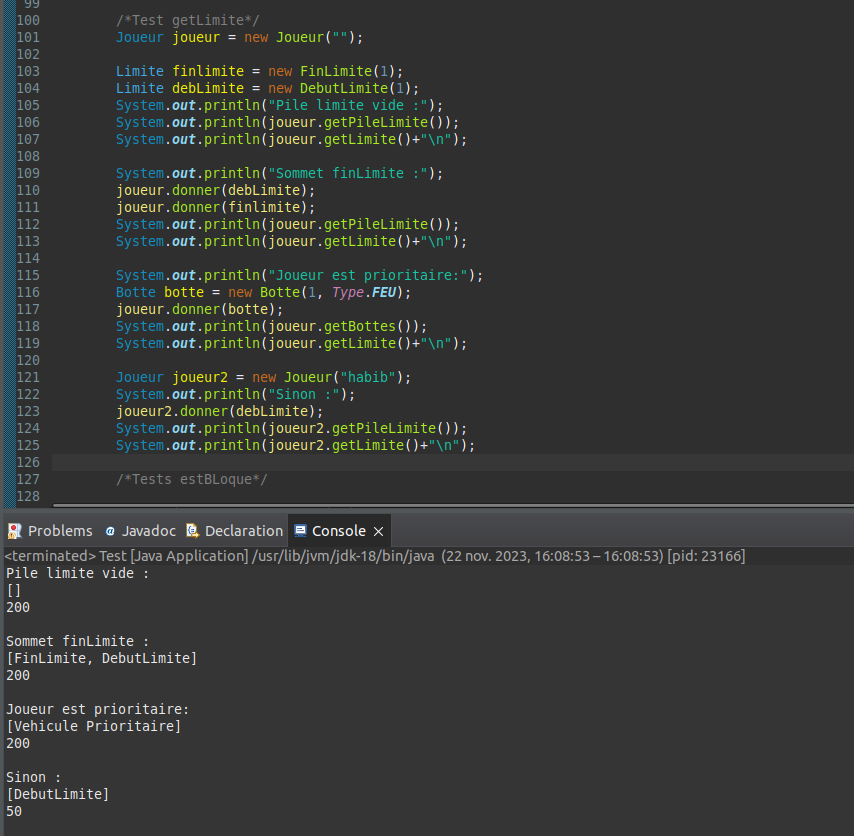 99
100 /*Test getLimite*/
101 Joueur joueur = new Joueur("");
102
103 Limite finlimite = new FinLimite(1);
104 Limite debLimite = new DebutLimite(1);
105 System.out.println("Pile limite vide :");
106 System.out.println(joueur.getPileLimite());
107 System.out.println(joueur.getLimite()+"\n");
108
109 System.out.println("Sommet finLimite :");
110 joueur.donner(debLimite);
111 joueur.donner(finlimite);
112 System.out.println(joueur.getPileLimite());
113 System.out.println(joueur.getLimite()+"\n");
114
115 System.out.println("Joueur est prioritaire:");
116 Botte botte = new Botte(1, Type.FEU);
117 joueur.donner(botte);
118 System.out.println(joueur.getBottes());
119 System.out.println(joueur.getLimite()+"\n");
120
121 Joueur joueur2 = new Joueur("habib");
122 System.out.println("Sinon :");
123 joueur2.donner(debLimite);
124 System.out.println(joueur2.getPileLimite());
125 System.out.println(joueur2.getLimite()+"\n");
126
127 /*Tests estBLoque*/
128
Problems @ Javadoc Declaration Console
<terminated> Test [Java Application] /usr/lib/jvm/jdk-18/bin/java (22 nov. 2023, 16:08:53 – 16:08:53) [pid: 23166]
Pile limite vide :
[]
200
Sommet finLimite :
[FinLimite, DebutLimite]
200
Joueur est prioritaire:
[Vehicule Prioritaire]
200
Sinon :
[DebutLimite]
50